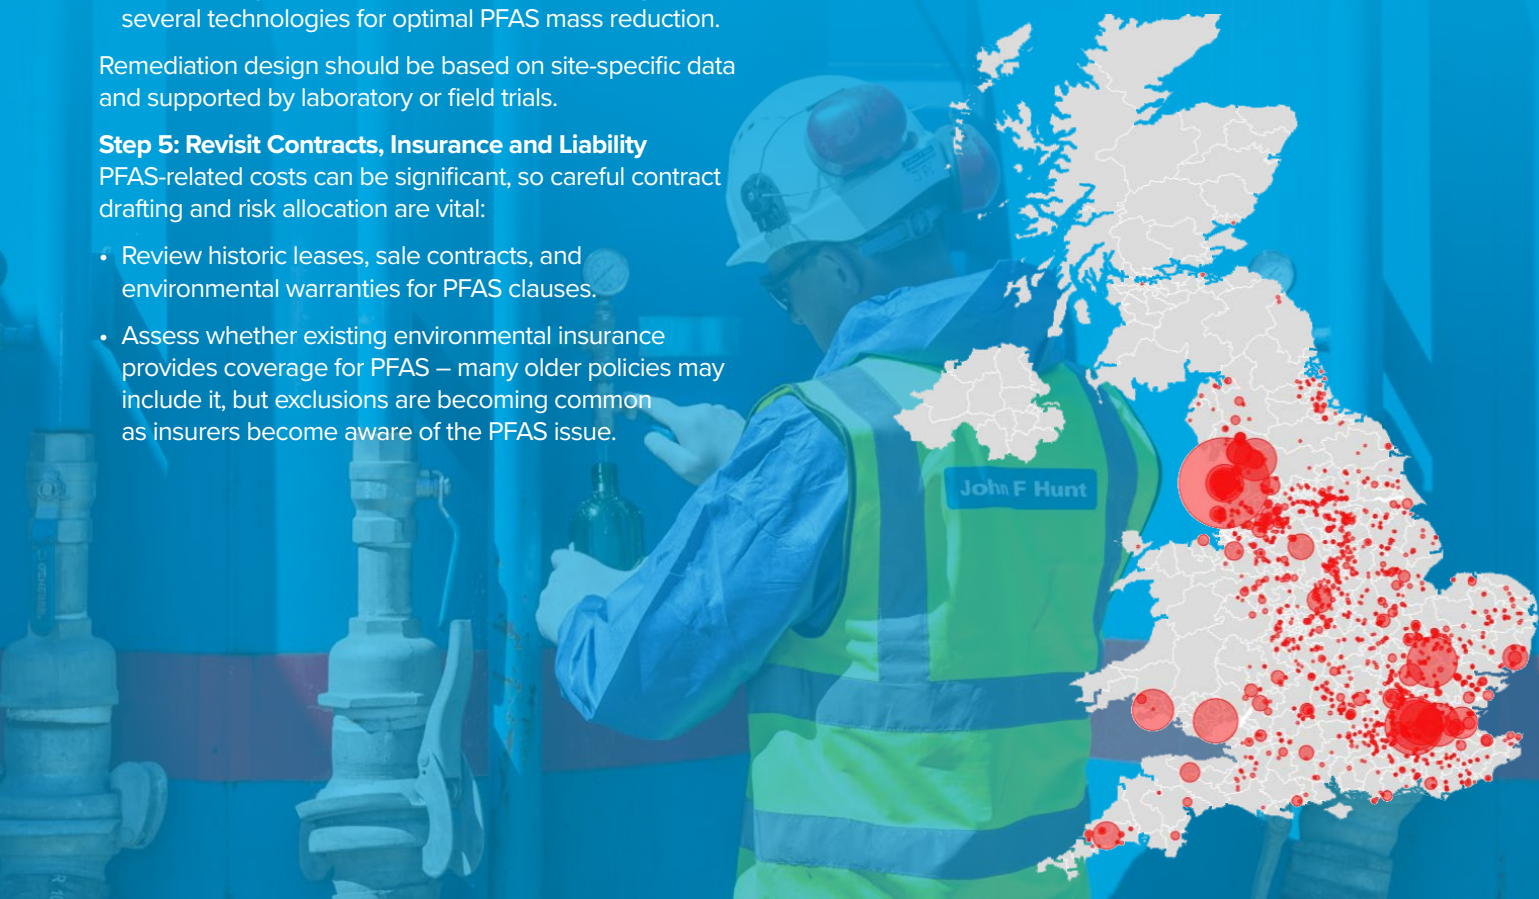 several technologies for optimal PFAS mass reduction.
Remediation design should be based on site-specific data
and supported by laboratory or field trials.
Step 5: Revisit Contracts, Insurance and Liability
PFAS-related costs can be significant, so careful contract
drafting and risk allocation are vital:
• Review historic leases, sale contracts, and
environmental warranties for PFAS clauses.
• Assess whether existing environmental insurance
provides coverage for PFAS – many older policies may
include it, but exclusions are becoming common
as insurers become aware of the PFAS issue.
John F Hunt